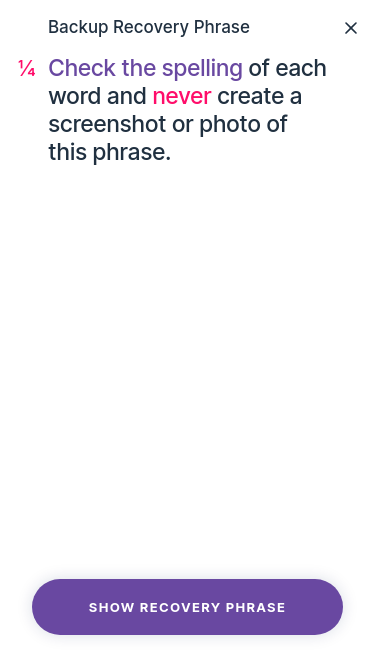 Backup Recovery Phrase
¼ Check the spelling of each
word and never create a
screenshot or photo of
this phrase.
SHOW RECOVERY PHRASE